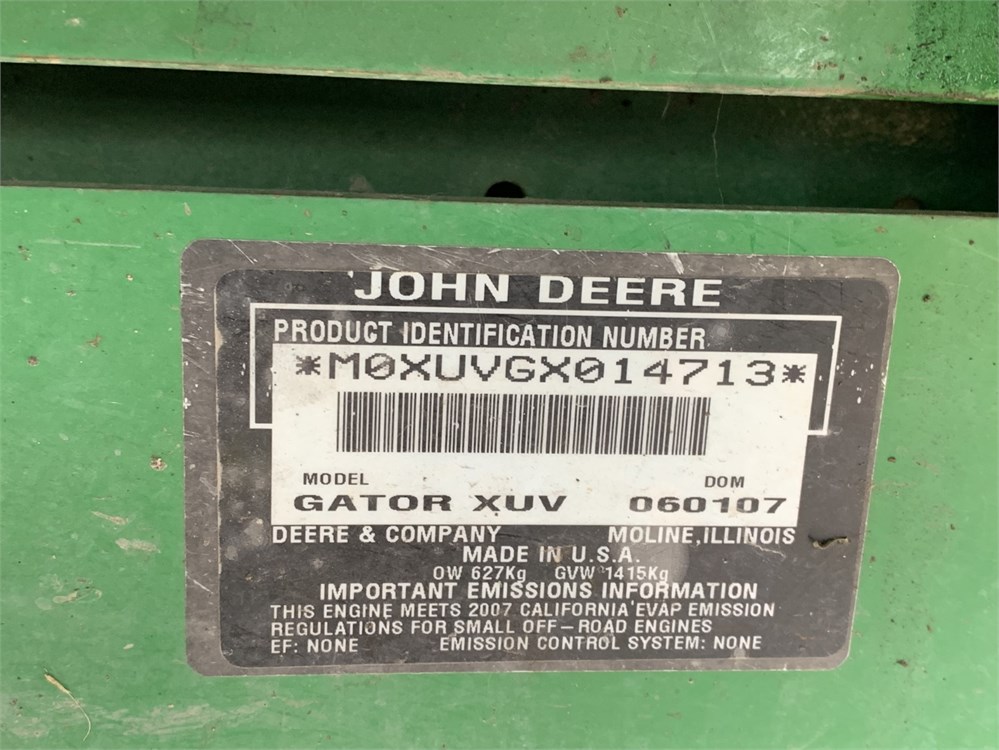 JOHN DEERE
PRODUCT IDENTIFICATION NUMBER
*M0XUVGX014713*
MODEL DOM
GATOR XUV 060107
DEERE & COMPANY MOLINE, ILLINOIS
MADE IN U.S.A.
OW 627Kg GVW 1415Kg
IMPORTANT EMISSIONS INFORMATION
THIS ENGINE MEETS 2007 CALIFORNIA EVAP EMISSION
REGULATIONS FOR SMALL OFF-ROAD ENGINES
EF: NONE EMISSION CONTROL SYSTEM: NONE